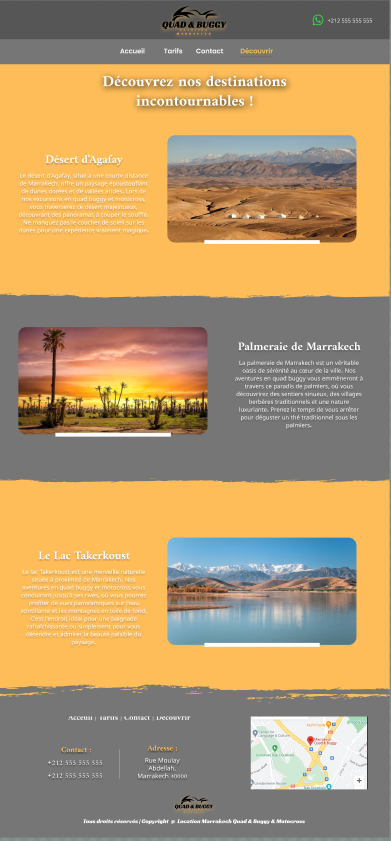 QUAD & BUGGY
MARRAKECH
+212 555 555 555
Accueil Tarifs Contact Découvrir
Découvrez nos destinations
incontournables !
Désert d'Agafay
Le désert d'Agafay, situé à une courte distance
de Marrakech, offre un paysage époustouflant
de dunes dorées et de vallées arides. Lors de
nos excursions en quad buggy et motocross,
vous traverserez ce désert majestueux,
découvrant des panoramas à couper le souffle.
Ne manquez pas le coucher de soleil sur les
dunes pour une expérience vraiment magique.
Palmeraie de Marrakech
La palmeraie de Marrakech est un véritable
oasis de sérénité au cœur de la ville. Nos
aventures en quad buggy vous emmèneront à
travers ce paradis de palmiers, où vous
découvrirez des sentiers sinueux, des villages
berbères traditionnels et une nature
luxuriante. Prenez le temps de vous arrêter
pour déguster un thé traditionnel sous les
palmiers.
Le Lac Takerkoust
Le lac Takerkoust est une merveille naturelle
située à proximité de Marrakech. Nos
aventures en quad buggy et motocross vous
conduiront jusqu'à ses rives, où vous pourrez
profiter de vues panoramiques sur l'eau
scintillante et les montagnes en toile de fond.
C'est l'endroit idéal pour une baignade
rafraîchissante ou simplement pour vous
détendre et admirer la beauté paisible du
paysage.
Acceuil | Tarifs | Contact | Découvrir
Contact :
+212 555 555 555
+212 555 555 555
Adresse :
Rue Moulay
Abdellah,
Marrakech 40000
Marrakech
Quad & Buggy
QUAD & BUGGY
Tous droits réservés | Copyright @ Location Marrakech Quad & Buggy & Motocross